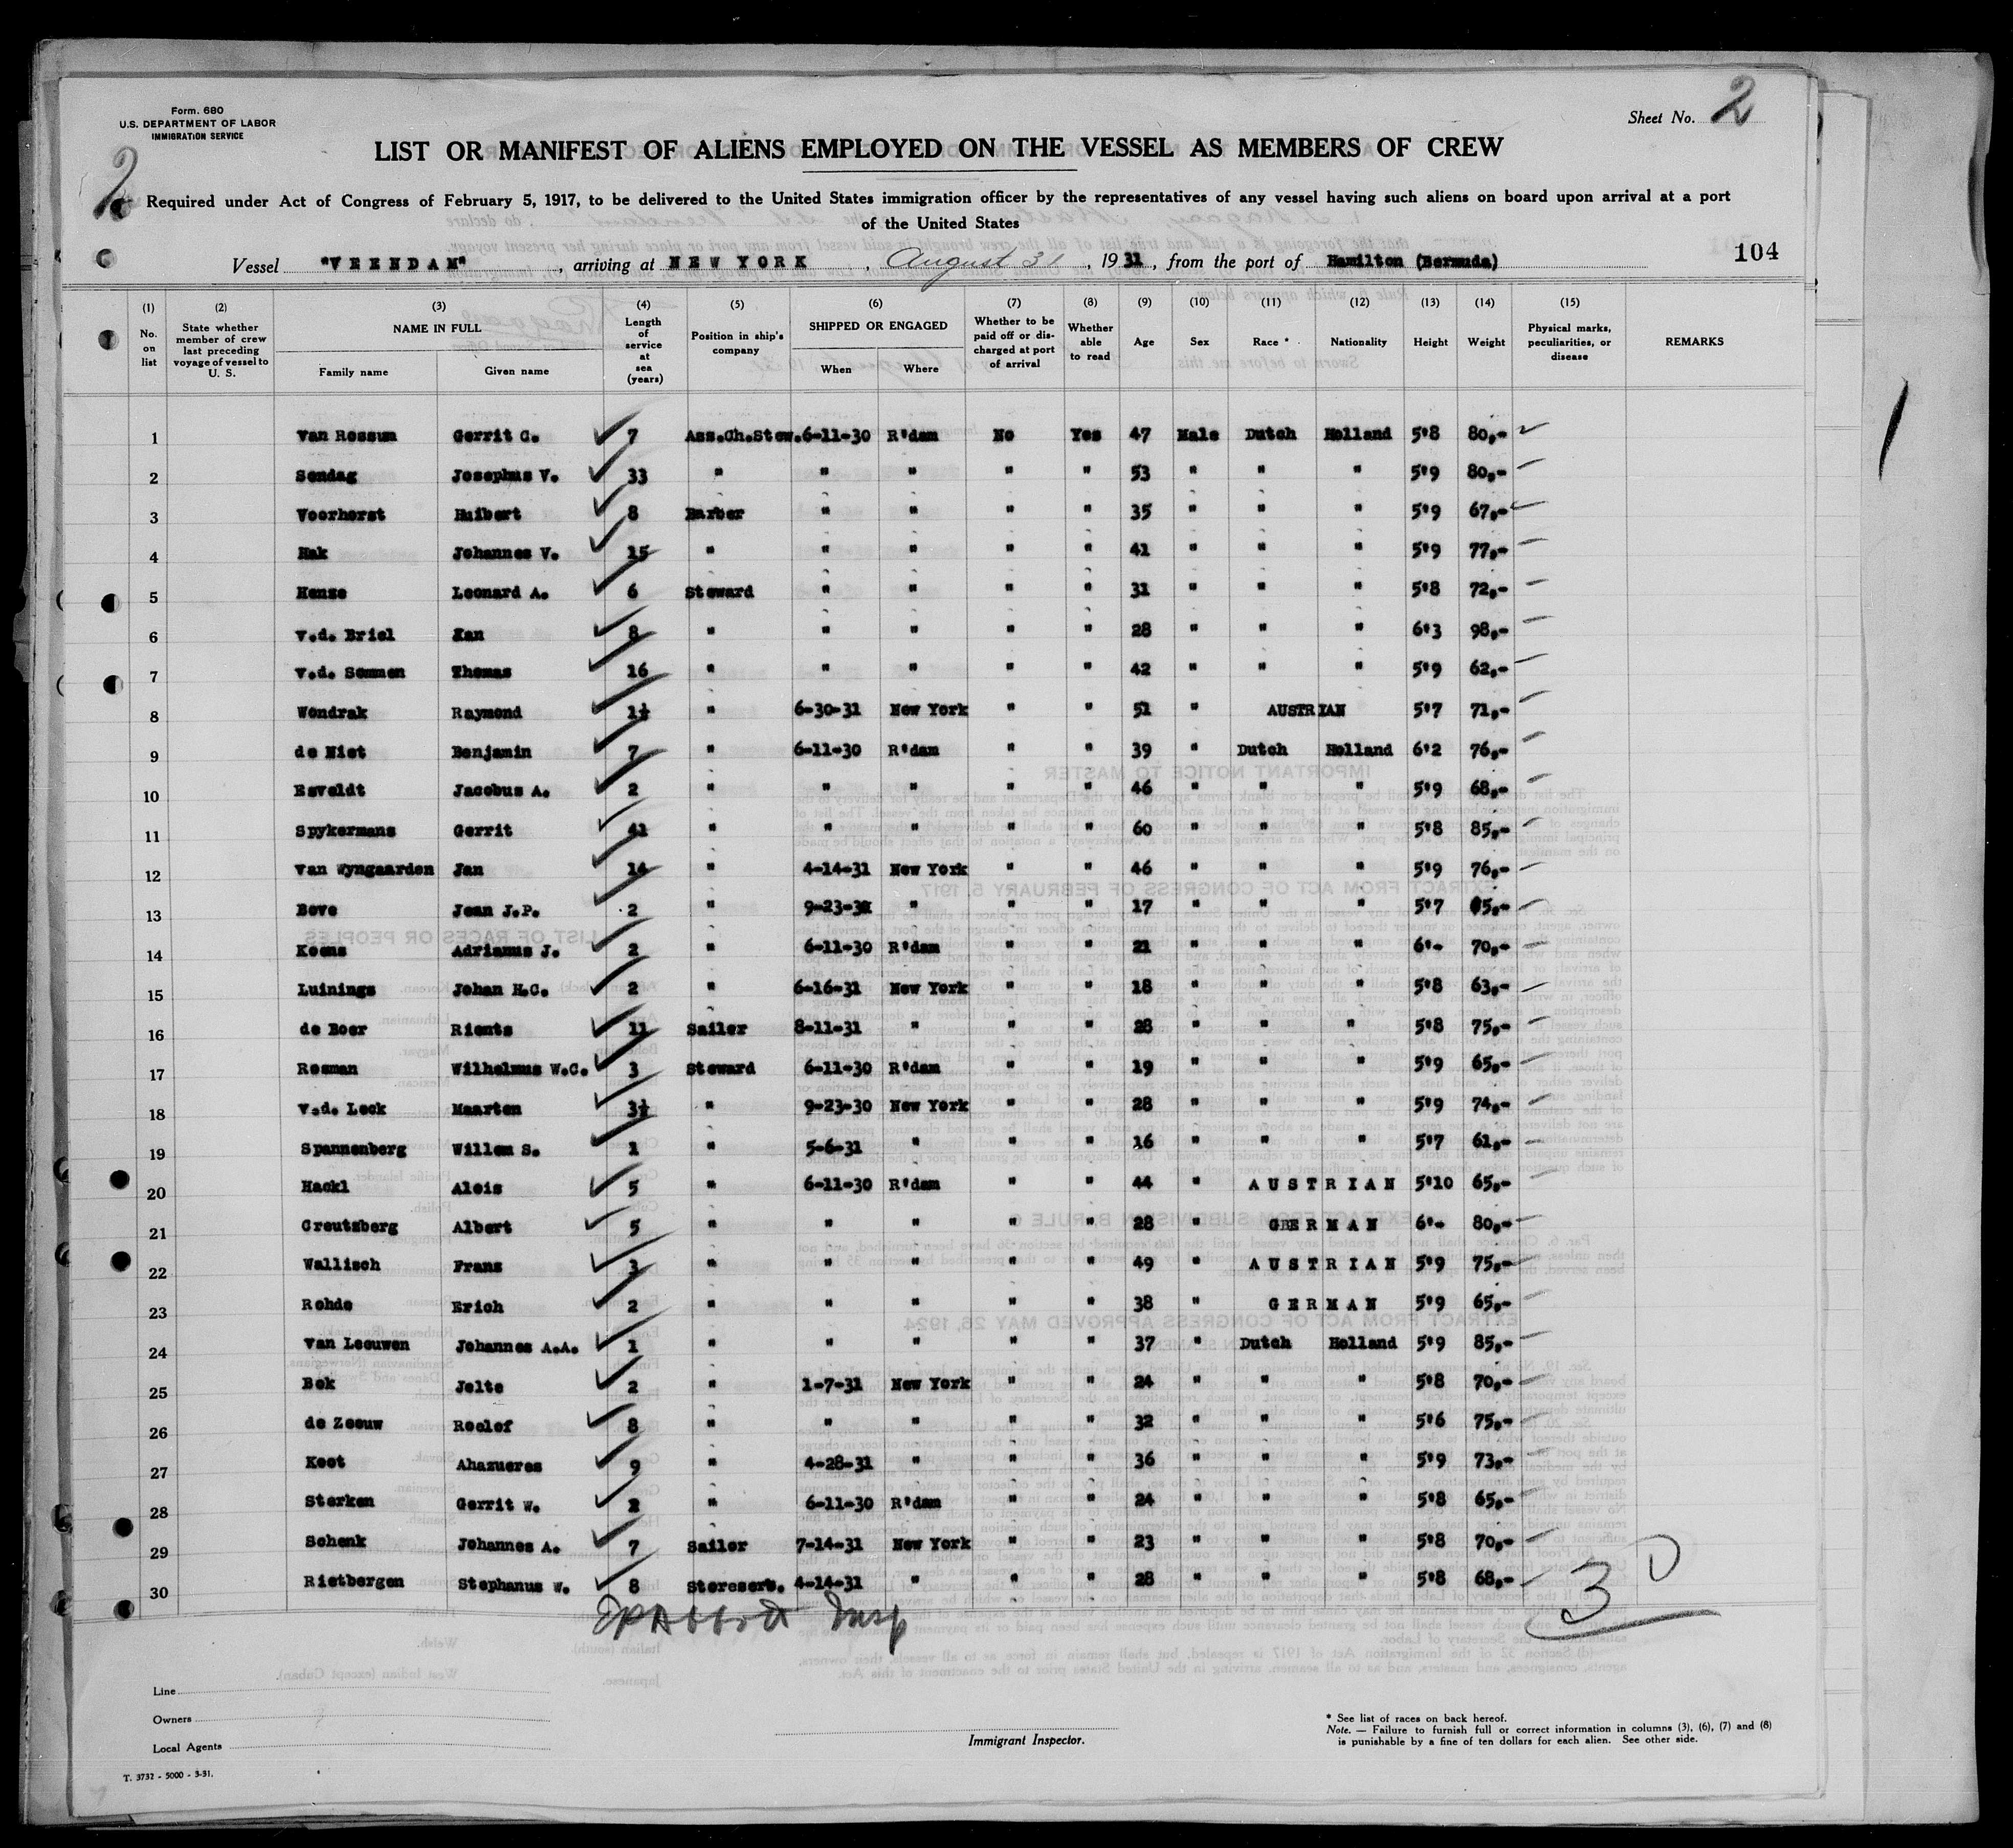 Form. 680
U.S. DEPARTMENT OF LABOR
IMMIGRATION SERVICE
Sheet No. 2
2
LIST OR MANIFEST OF ALIENS EMPLOYED ON THE VESSEL AS MEMBERS OF CREW
Required under Act of Congress of February 5, 1917, to be delivered to the United States immigration officer by the representatives of any vessel having such aliens on board upon arrival at a port
of the United States
104
Vessel "VEENDAM", arriving at NEW YORK, August 31, 1931, from the port of Hamilton (Bermuda)
(1) No. on list (2) State whether member of crew last preceding voyage of vessel to U. S. (3) NAME IN FULL Family name Given name (4) Length of service at sea (years) (5) Position in ship's company (6) SHIPPED OR ENGAGED When Where (7) Whether to be paid off or discharged at port of arrival (8) Whether able to read (9) Age (10) Sex (11) Race * (12) Nationality (13) Height (14) Weight (15) Physical marks, peculiarities, or disease REMARKS
1 van Rossum Gerrit C. 7 Ass.Ch.Stew. 6-11-30 R'dam No Yes 47 Male Dutch Holland 5'8 80,-
2 Sondag Josephus V. 33 " " " " " 53 " " " 5'9 80,-
3 Voorhorst Huibert 8 Barber " " " " 35 " " " 5'9 67,-
4 Hak Johannes V. 15 " " " " " 41 " " " 5'9 77,-
5 Hense Leonard A. 6 Steward " " " " 31 " " " 5'8 72,-
6 v.d. Briel Kan 8 " " " " " 28 " " " 6'3 98,-
7 v.d. Sommen Thomas 16 " " " " " 42 " " " 5'9 62,-
8 Wondrak Raymond 1½ " 6-30-31 New York " " 51 " AUSTRIAN 5'7 71,-
9 de Niet Benjamin 7 " 6-11-30 R'dam " " 39 " Dutch Holland 6'2 76,-
10 Esveldt Jacobus A. 2 " " " " " 46 " " " 5'9 68,-
11 Spykermans Gerrit 41 " " " " " 60 " " " 5'8 85,-
12 van Wyngaarden Jan 14 " 4-14-31 New York " " 46 " " " 5'9 76,-
13 Bove Jean J.P. 2 " 9-23-3 " " " 17 " " " 5'7 5,-
14 Koens Adrianus J. 2 " 6-11-30 R'dam " " 21 " " " 6'- 70,-
15 Luinings Johan H.C. 2 " 6-16-31 New York " " 18 " " " 5'8 63,-
16 de Boer Rients 11 Sailor 8-11-31 " " " 28 " " " 5'8 75,-
17 Rosman Wilhelmus W.C. 3 Steward 6-11-30 R'dam " " 19 " " " 5'9 65,-
18 v.d. Leck Maarten 3½ " 9-23-30 New York " " 28 " " " 5'9 74,-
19 Spannenberg Willem S. 1 " 5-6-31 " " " 16 " " " 5'7 61,-
20 Hackl Alois 5 " 6-11-30 R'dam " " 44 " AUSTRIAN 5'10 65,-
21 Creutzberg Albert 5 " " " " " 28 " GERMAN 6'- 80,-
22 Wallisch Frans 3 " " " " " 49 " AUSTRIAN 5'9 75,-
23 Rohde Erich 2 " " " " " 38 " GERMAN 5'9 65,-
24 van Leeuwen Johannes A.A. 1 " " " " " 37 " Dutch Holland 5'9 85,-
25 Bok Jelte 2 " 1-7-31 New York " " 24 " " " 5'8 70,-
26 de Zeeuw Roelof 8 " " " " " 32 " " " 5'6 75,-
27 Koot Ahazueres 9 " 4-28-31 " " " 36 " " " 5'9 73,-
28 Sterken Gerrit W. 2 " 6-11-30 R'dam " " 24 " " " 5'8 65,-
29 Schenk Johannes A. 7 Sailor 7-14-31 New York " " 23 " " " 5'8 70,-
30 Rietbergen Stephanus W. 8 Storesert. 4-14-31 " " " 28 " " " 5'8 68,-
30
Insp
Line
Owners
Local Agents
Immigrant Inspector.
* See list of races on back hereof.
Note. — Failure to furnish full or correct information in columns (3), (6), (7) and (8)
is punishable by a fine of ten dollars for each alien. See other side.
T. 3732 - 5000 - 3-31.